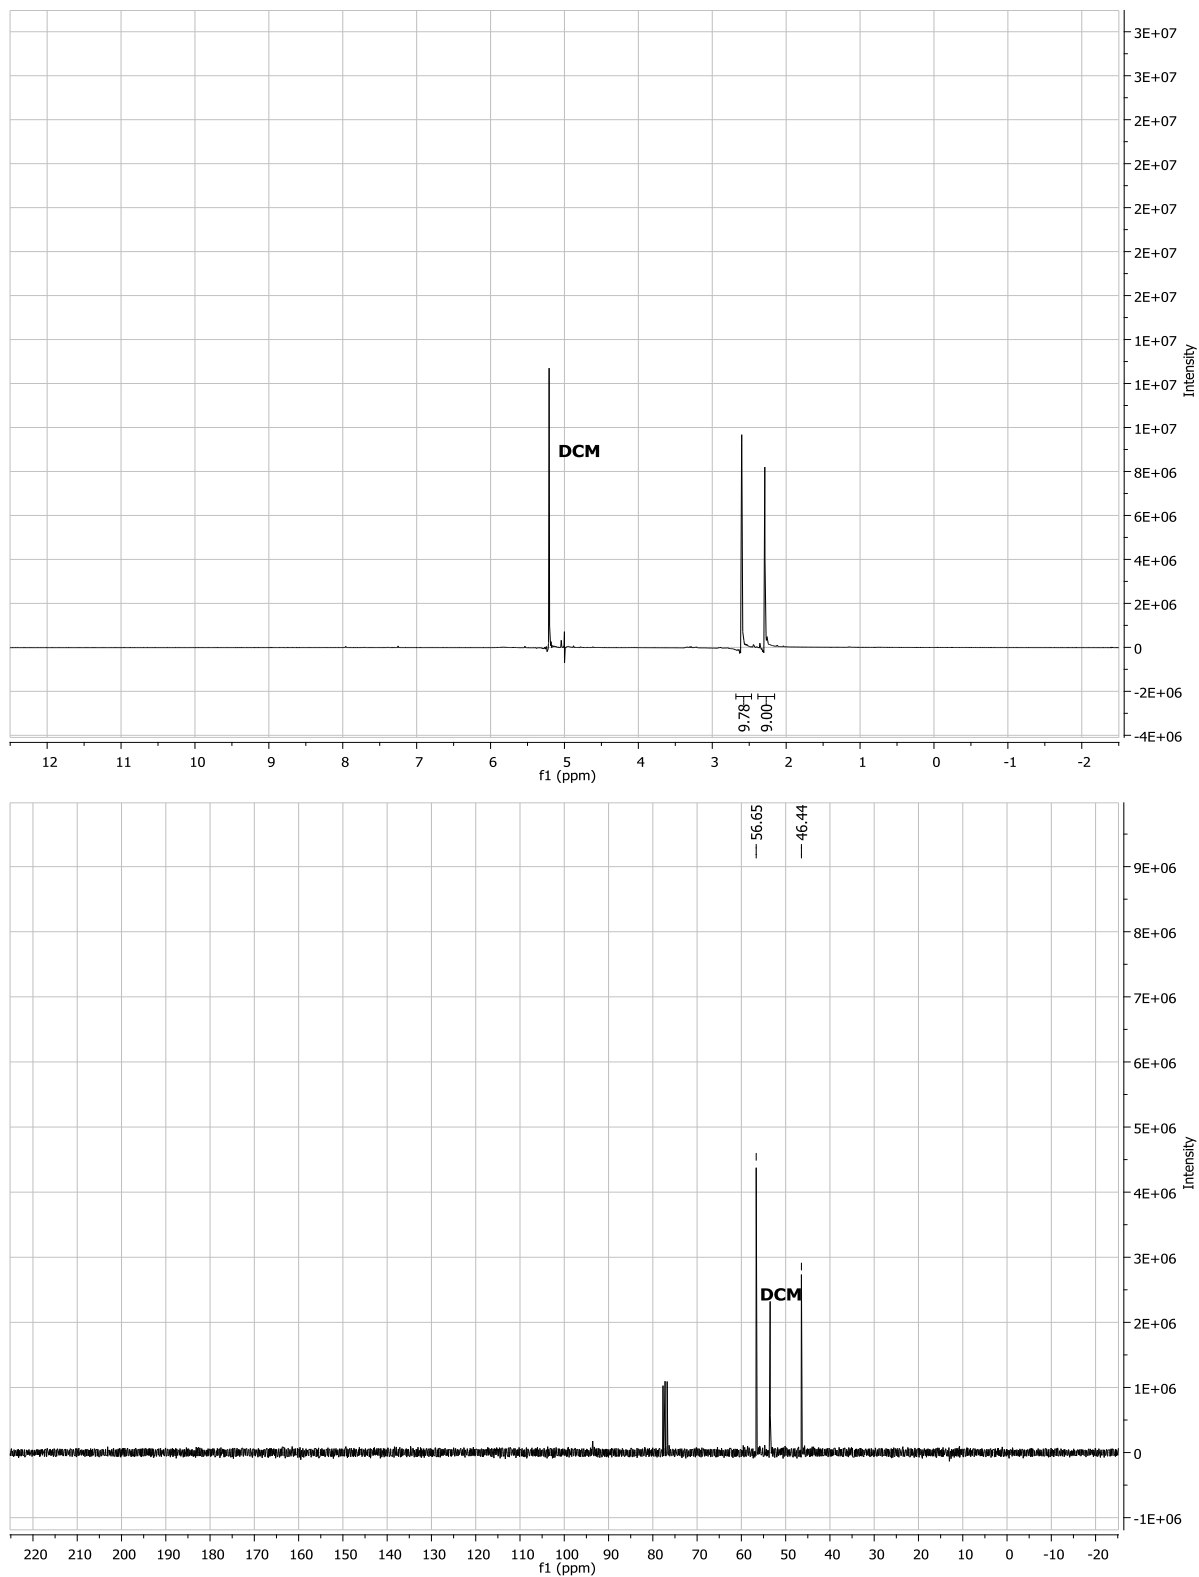 3E+07
3E+07
2E+07
2E+07
2E+07
2E+07
2E+07
1E+07
1E+07
1E+07
8E+06
6E+06
4E+06
2E+06
0
-2E+06
-4E+06
Intensity
DCM
9.78
9.00
12 11 10 9 8 7 6 5 4 3 2 1 0 -1 -2
f1 (ppm)
56.65
46.44
9E+06
8E+06
7E+06
6E+06
5E+06
4E+06
3E+06
2E+06
1E+06
0
-1E+06
Intensity
DCM
220 210 200 190 180 170 160 150 140 130 120 110 100 90 80 70 60 50 40 30 20 10 0 -10 -20
f1 (ppm)